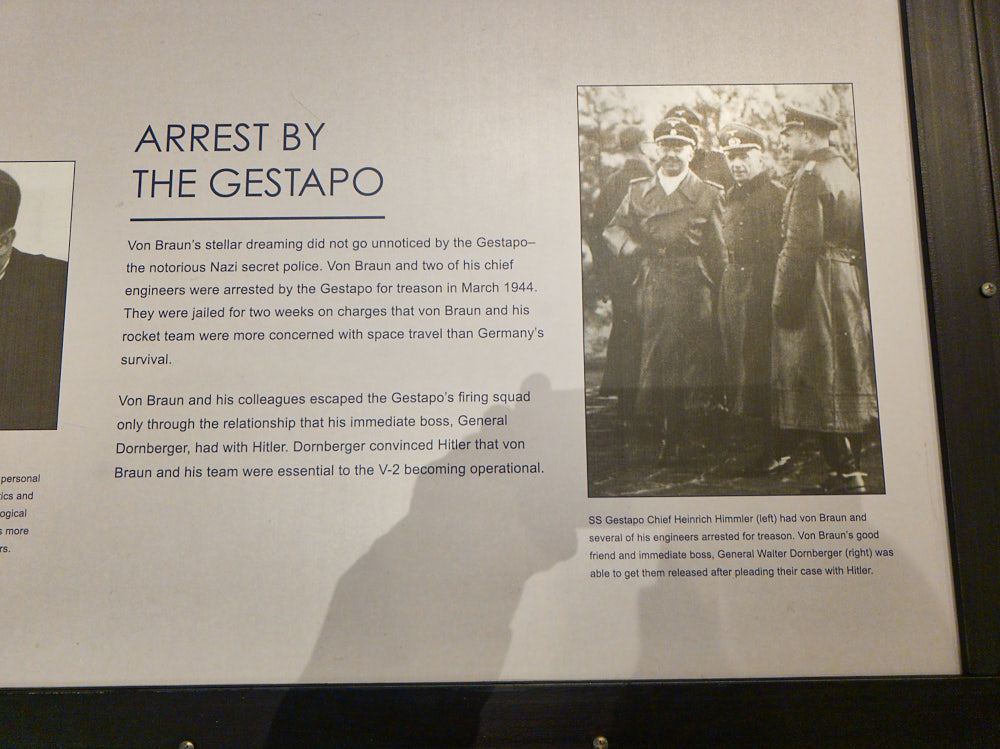 ARREST BY
THE GESTAPO
Von Braun's stellar dreaming did not go unnoticed by the Gestapo–
the notorious Nazi secret police. Von Braun and two of his chief
engineers were arrested by the Gestapo for treason in March 1944.
They were jailed for two weeks on charges that von Braun and his
rocket team were more concerned with space travel than Germany's
survival.
Von Braun and his colleagues escaped the Gestapo's firing squad
only through the relationship that his immediate boss, General
Dornberger, had with Hitler. Dornberger convinced Hitler that von
Braun and his team were essential to the V-2 becoming operational.
SS Gestapo Chief Heinrich Himmler (left) had von Braun and
several of his engineers arrested for treason. Von Braun's good
friend and immediate boss, General Walter Dornberger (right) was
able to get them released after pleading their case with Hitler.
personal
tics and
ogical
s more
rs.